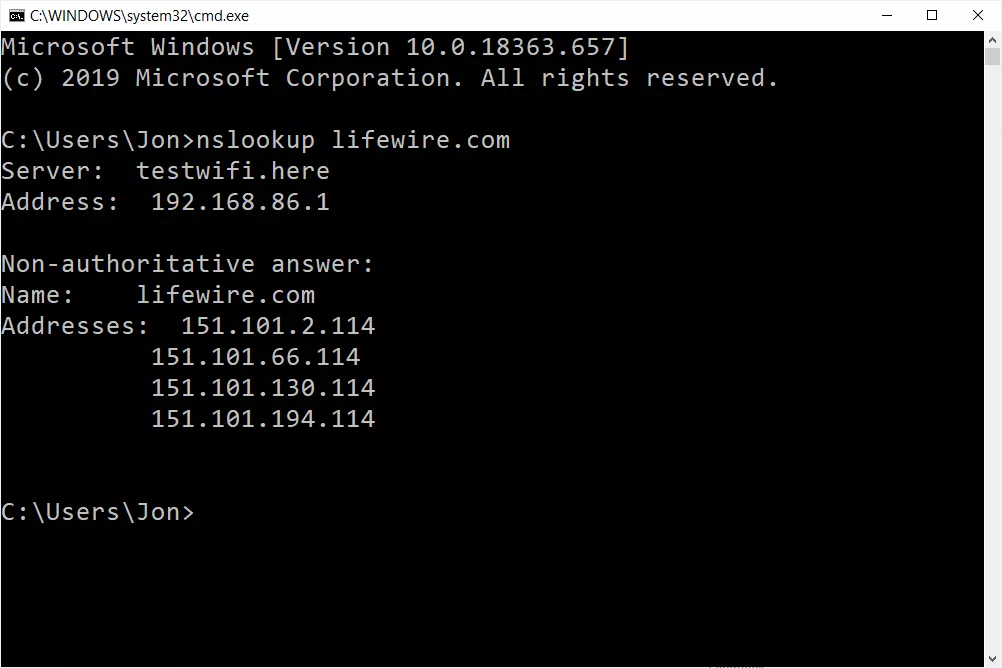 C:\WINDOWS\system32\cmd.exe
Microsoft Windows [Version 10.0.18363.657]
(c) 2019 Microsoft Corporation. All rights reserved.
C:\Users\Jon>nslookup lifewire.com
Server:  testwifi.here
Address:  192.168.86.1
Non-authoritative answer:
Name:    lifewire.com
Addresses:  151.101.2.114
151.101.66.114
151.101.130.114
151.101.194.114
C:\Users\Jon>